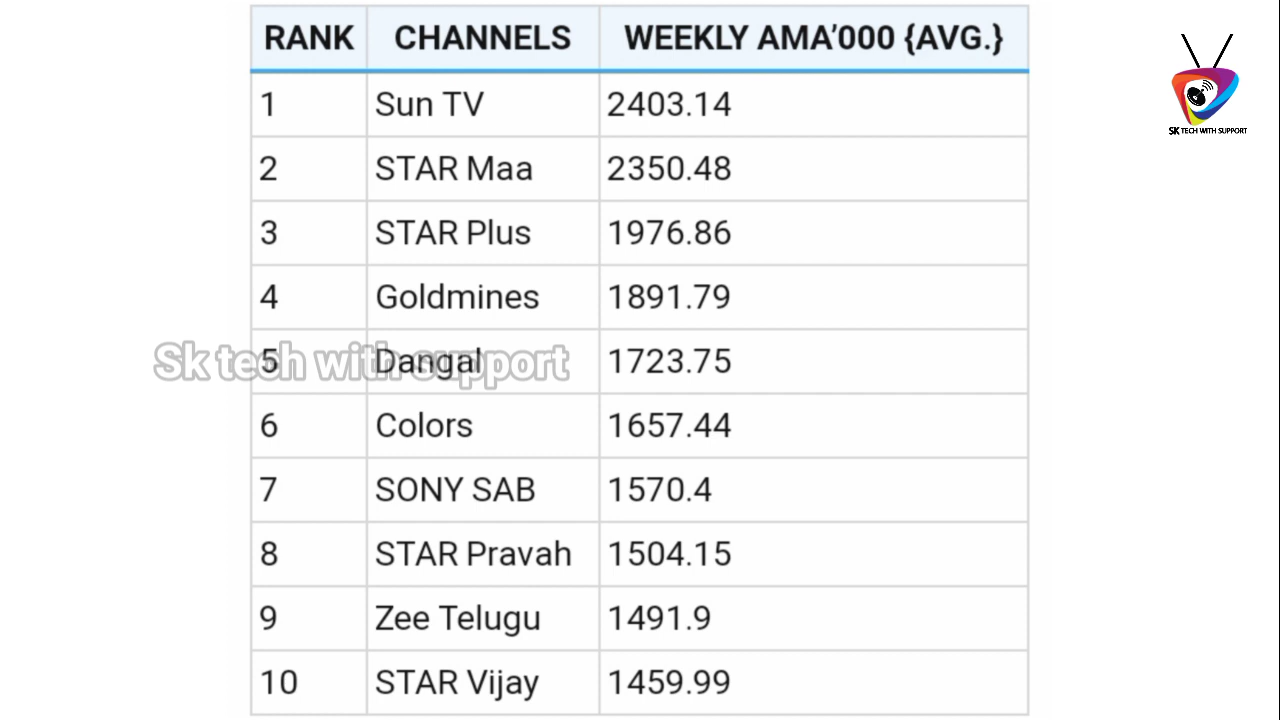 RANK CHANNELS WEEKLY AMA’000 {AVG.}
1 Sun TV 2403.14
2 STAR Maa 2350.48
3 STAR Plus 1976.86
4 Goldmines 1891.79
5 Dangal 1723.75
6 Colors 1657.44
7 SONY SAB 1570.4
8 STAR Pravah 1504.15
9 Zee Telugu 1491.9
10 STAR Vijay 1459.99
Sk tech with support
SK TECH WITH SUPPORT